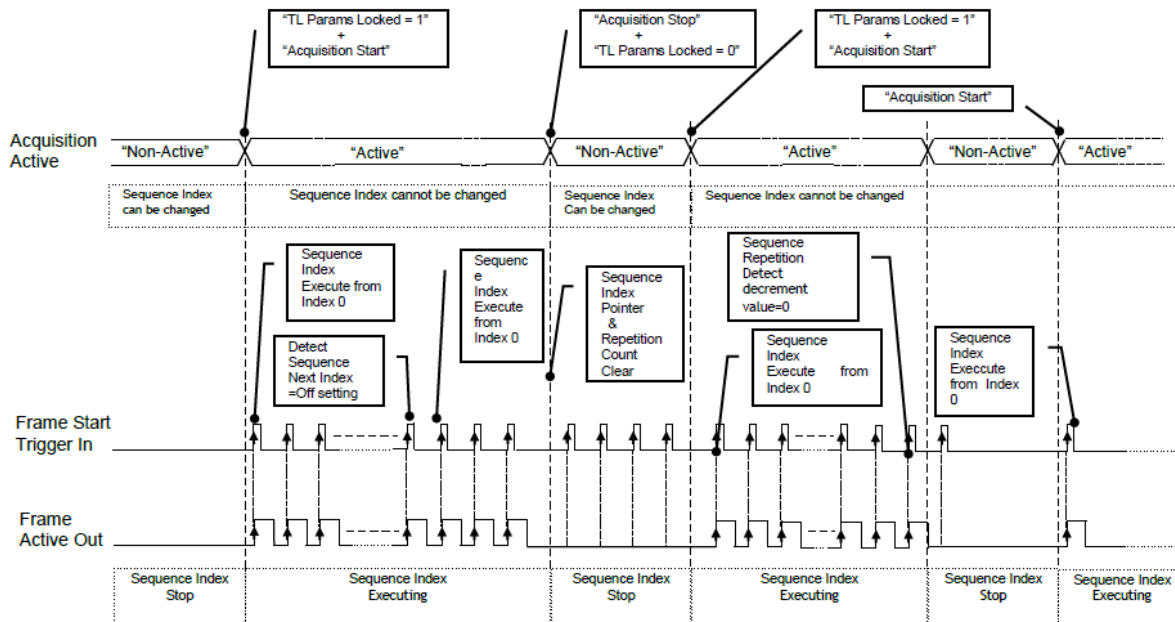 “TL Params Locked = 1”
+
“Acquisition Start”
“Acquisition Stop”
+
“TL Params Locked = 0”
“TL Params Locked = 1”
+
“Acquisition Start”
“Acquisition Start”
Acquisition
Active
“Non-Active”
“Active”
“Non-Active”
“Active”
“Non-Active”
“Active”
Sequence Index
can be changed
Sequence Index cannot be changed
Sequence Index
Can be changed
Sequence Index cannot be changed
Sequence
Index
Execute from
Index 0
Sequenc
e
Index
Execute
from
Index 0
Sequence
Index
Pointer
&
Repetition
Count
Clear
Sequence
Repetition
Detect
decrement
value=0
Detect
Sequence
Next Index
=Off setting
Sequence
Index
Execute from
Index 0
Sequence
Index
Execcute
from Index
0
Frame Start
Trigger In
Frame
Active Out
Sequence Index
Stop
Sequence Index
Executing
Sequence Index
Stop
Sequence Index
Executing
Sequence Index
Stop
Sequence Index
Executing